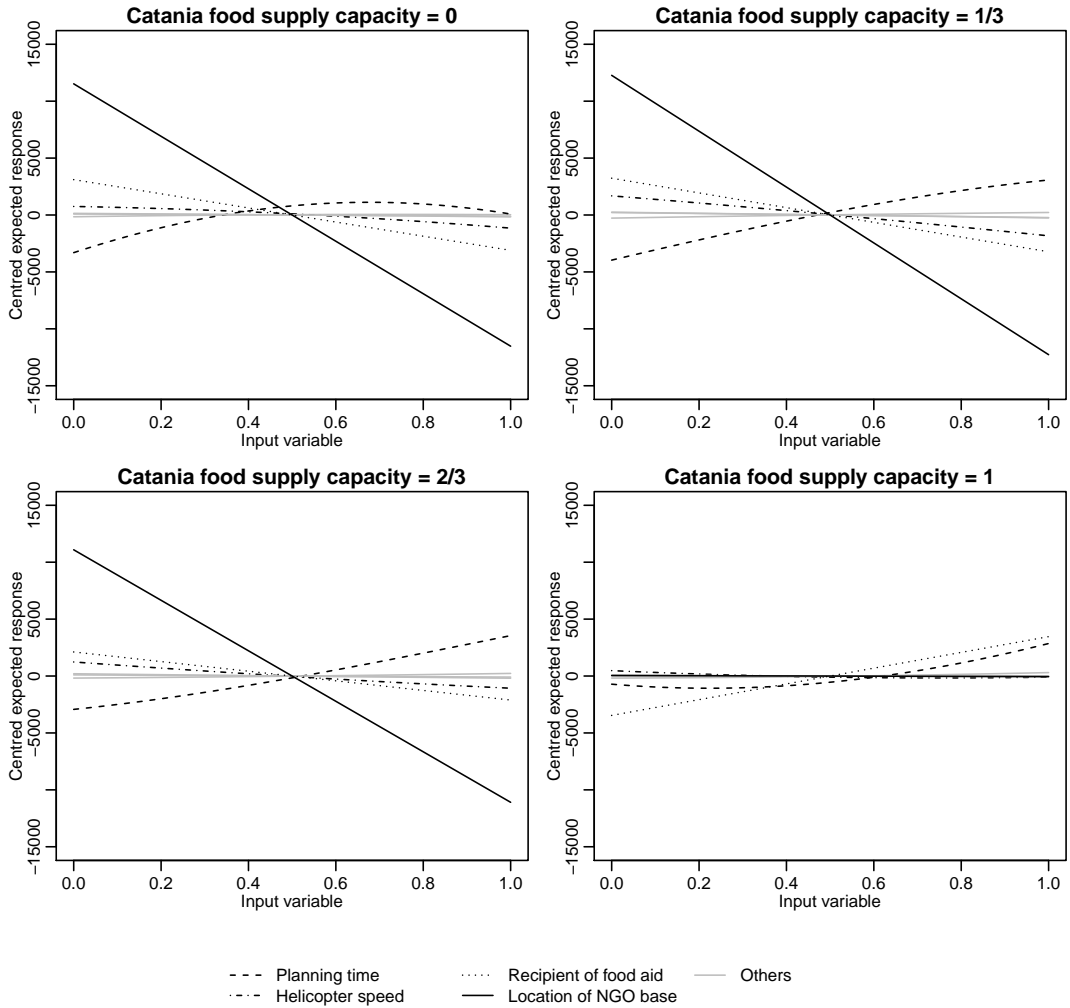 Catania food supply capacity = 0
Centred expected response
15000
5000
0
−5000
−15000
0.0 0.2 0.4 0.6 0.8 1.0
Input variable
Catania food supply capacity = 1/3
Centred expected response
15000
5000
0
−5000
−15000
0.0 0.2 0.4 0.6 0.8 1.0
Input variable
Catania food supply capacity = 2/3
Centred expected response
15000
5000
0
−5000
−15000
0.0 0.2 0.4 0.6 0.8 1.0
Input variable
Catania food supply capacity = 1
Centred expected response
15000
5000
0
−5000
−15000
0.0 0.2 0.4 0.6 0.8 1.0
Input variable
Planning time Recipient of food aid Others
Helicopter speed Location of NGO base